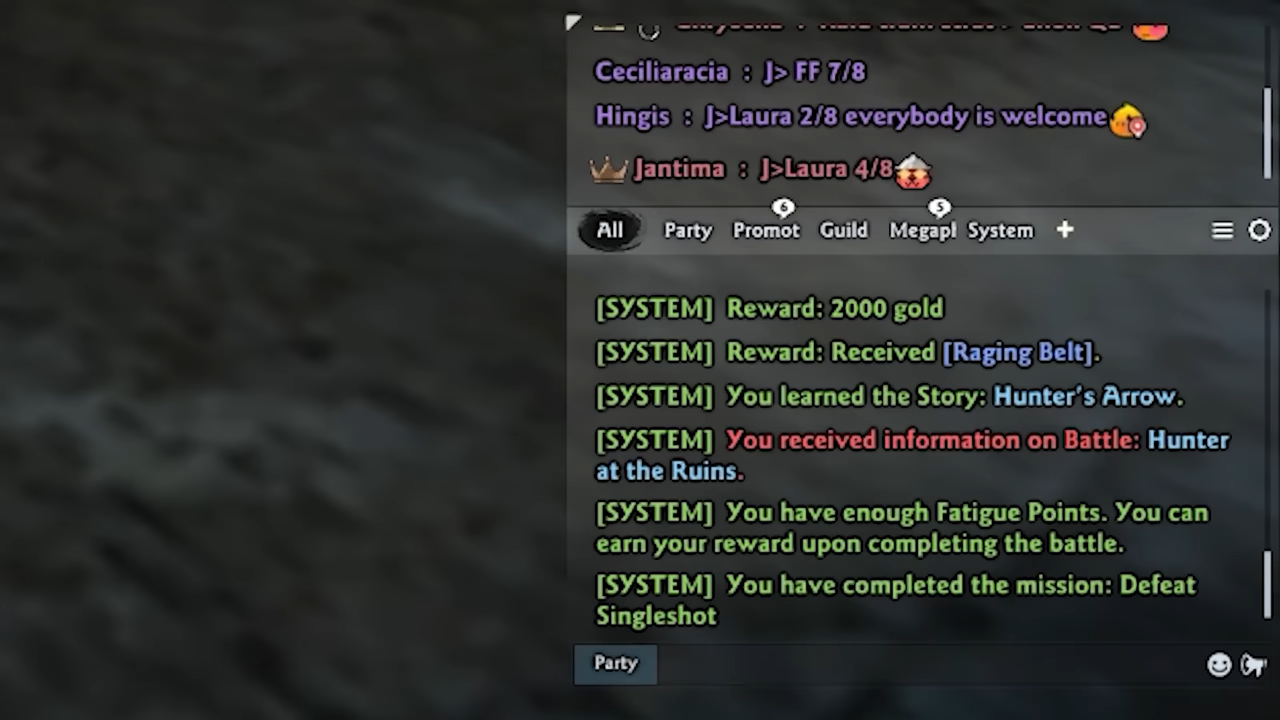 Ceciliaracia : J> FF 7/8
Hingis : J>Laura 2/8 everybody is welcome
Jantima : J>Laura 4/8
6 5
All Party Promot Guild Megapl System +
[SYSTEM] Reward: 2000 gold
[SYSTEM] Reward: Received [Raging Belt].
[SYSTEM] You learned the Story: Hunter's Arrow.
[SYSTEM] You received information on Battle: Hunter
at the Ruins.
[SYSTEM] You have enough Fatigue Points. You can
earn your reward upon completing the battle.
[SYSTEM] You have completed the mission: Defeat
Singleshot
Party